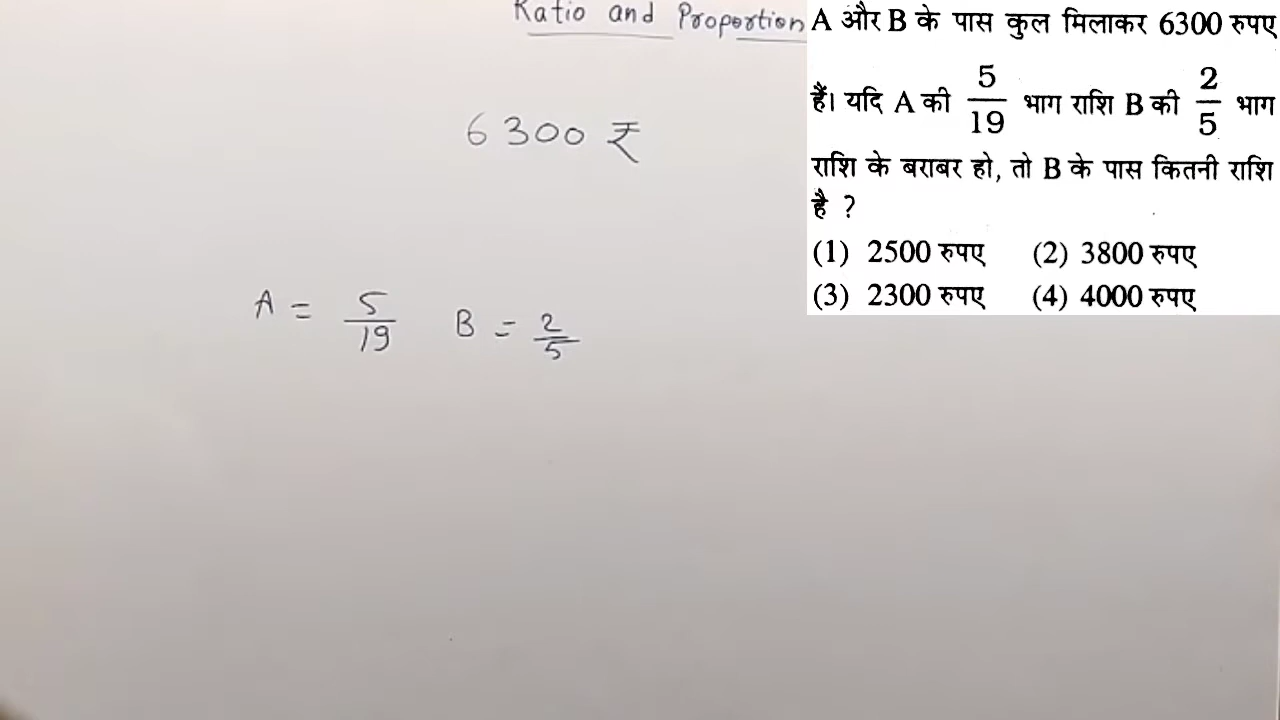 Ratio and Proportion
6300 ₹
A = 5/19 B = 2/5
A और B के पास कुल मिलाकर 6300 रुपए
हैं। यदि A की 5/19 भाग राशि B की 2/5 भाग
राशि के बराबर हो, तो B के पास कितनी राशि
है ?
(1) 2500 रुपए (2) 3800 रुपए
(3) 2300 रुपए (4) 4000 रुपए